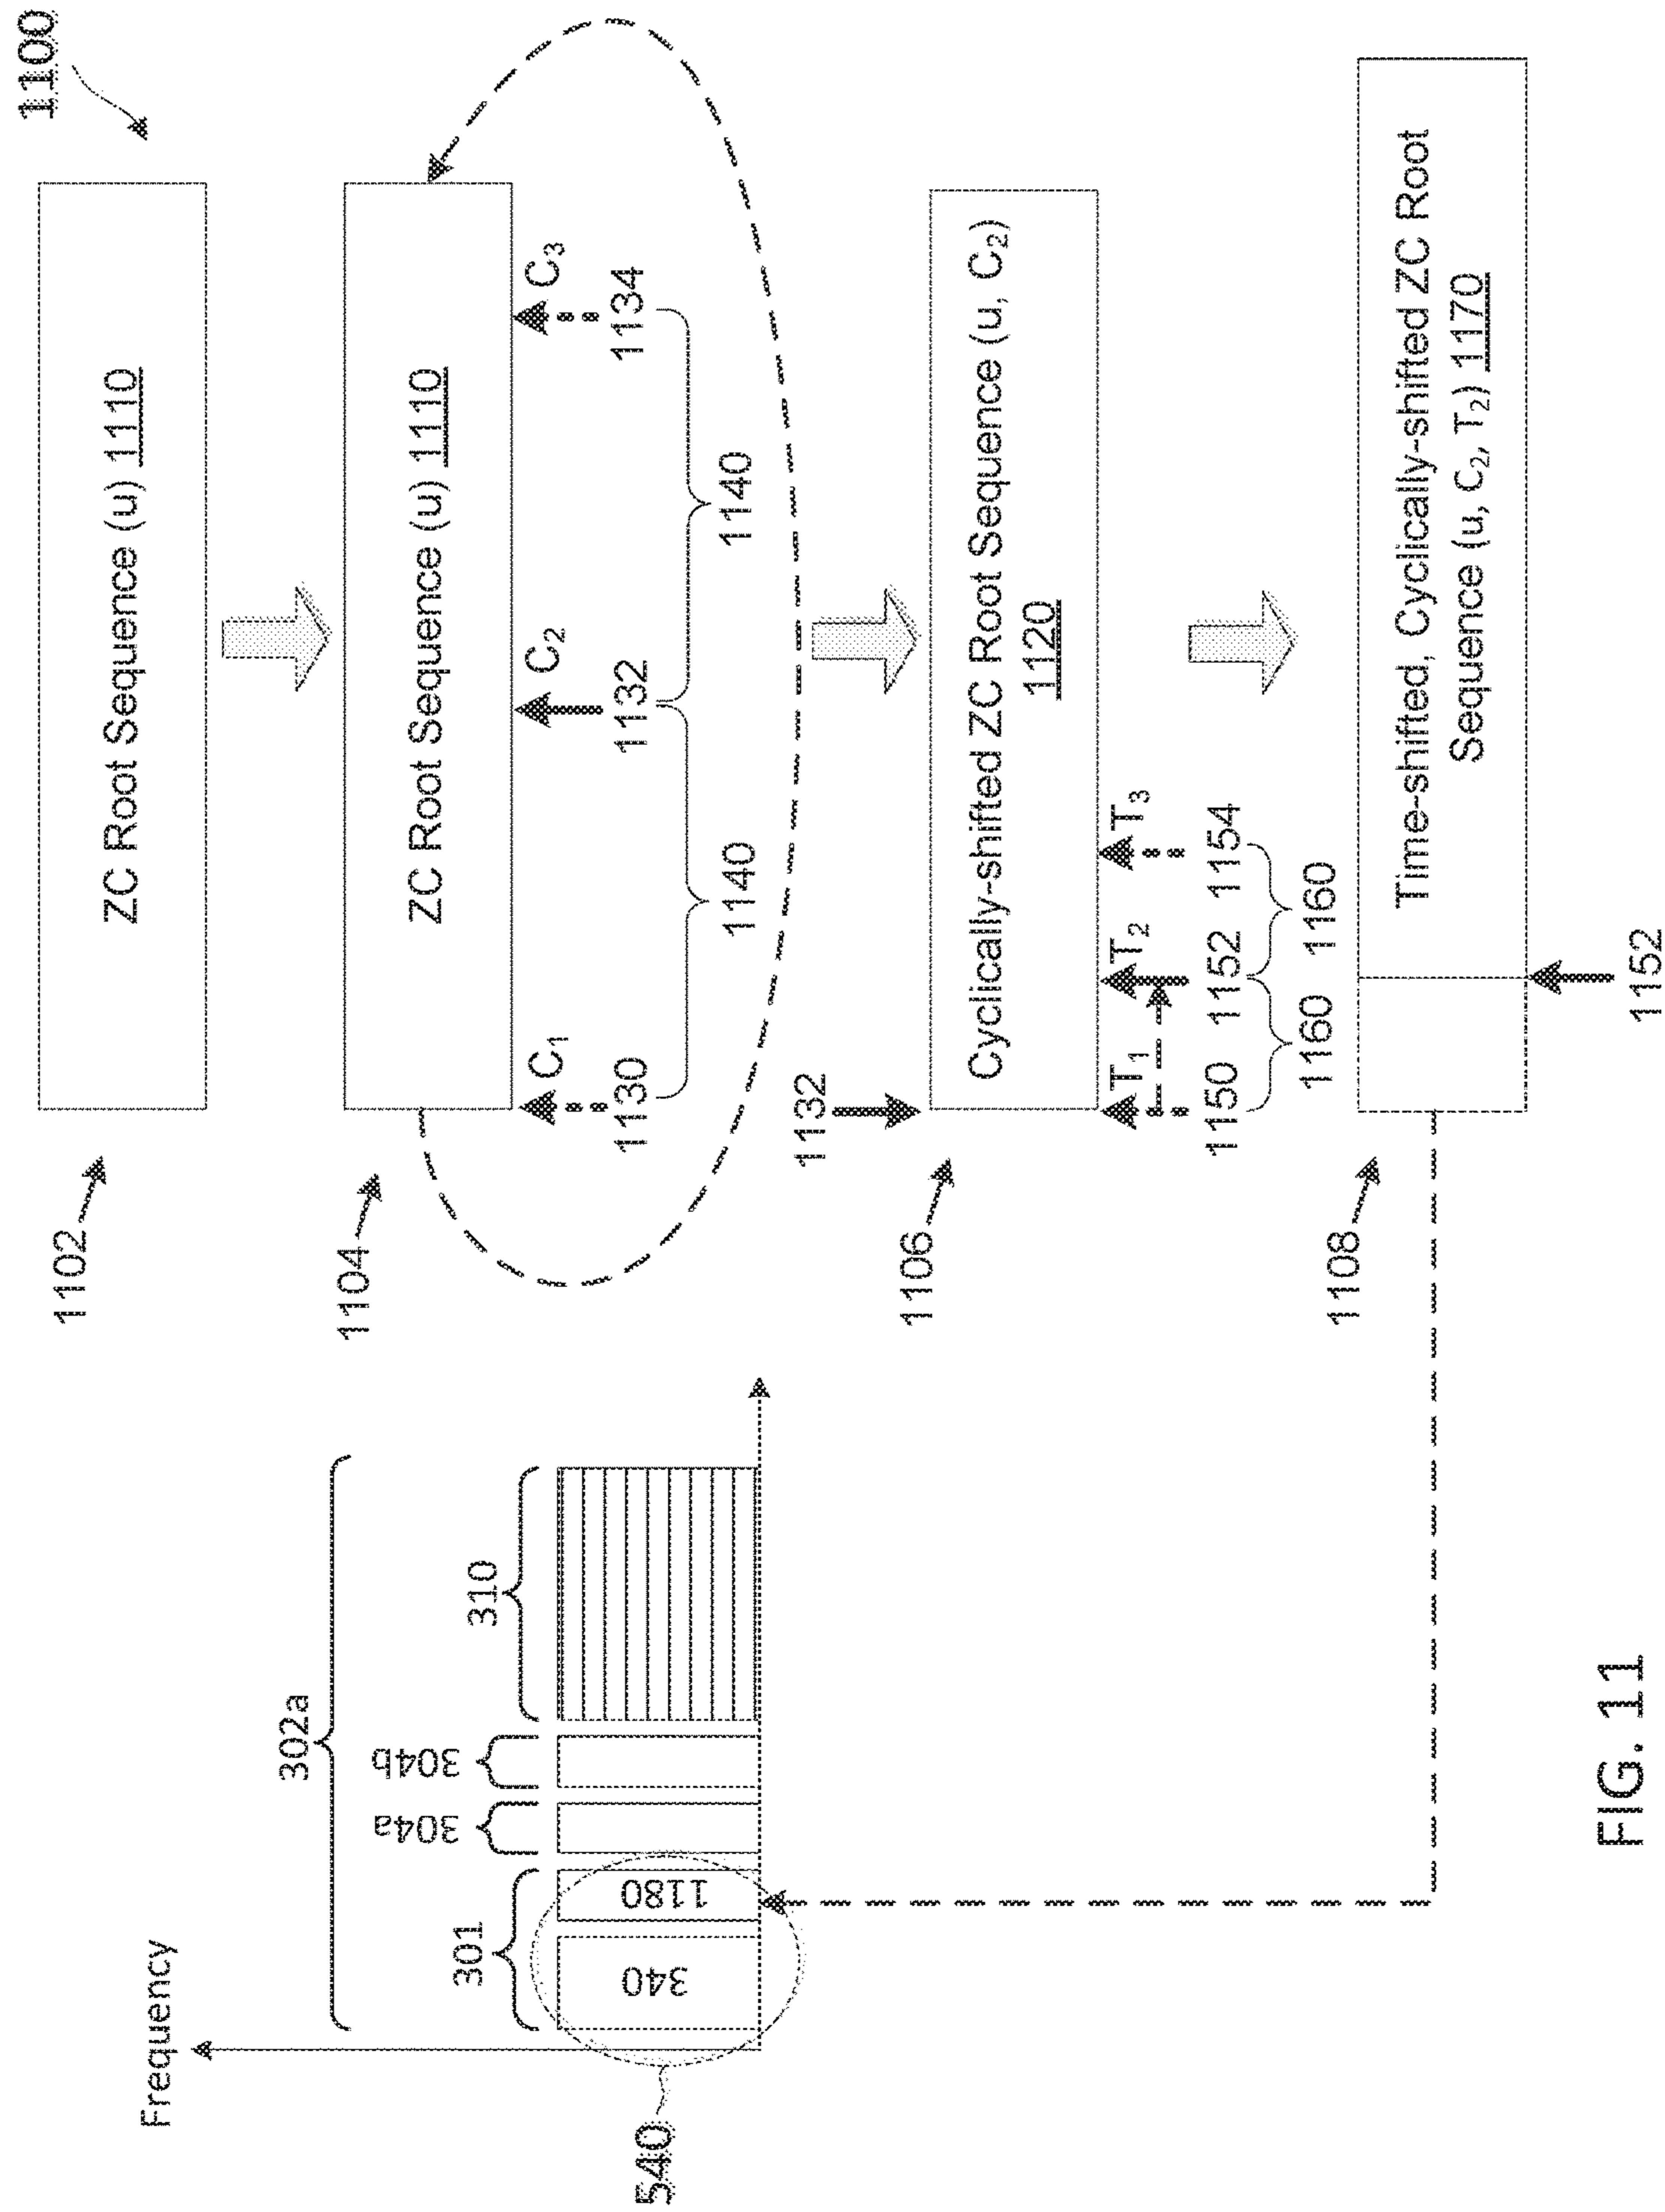 1100
1102
ZC Root Sequence (u) 1110
1104
ZC Root Sequence (u) 1110
C1
C2
C3
1130
1132
1134
1140
1140
1132
1106
Cyclically-shifted ZC Root Sequence (u, C2)
1120
T1
T2
T3
1150
1152
1154
1160
1160
1108
Time-shifted, Cyclically-shifted ZC Root
Sequence (u, C2, T2) 1170
1152
Frequency
302a
301
304a
304b
310
340
1180
540
FIG. 11